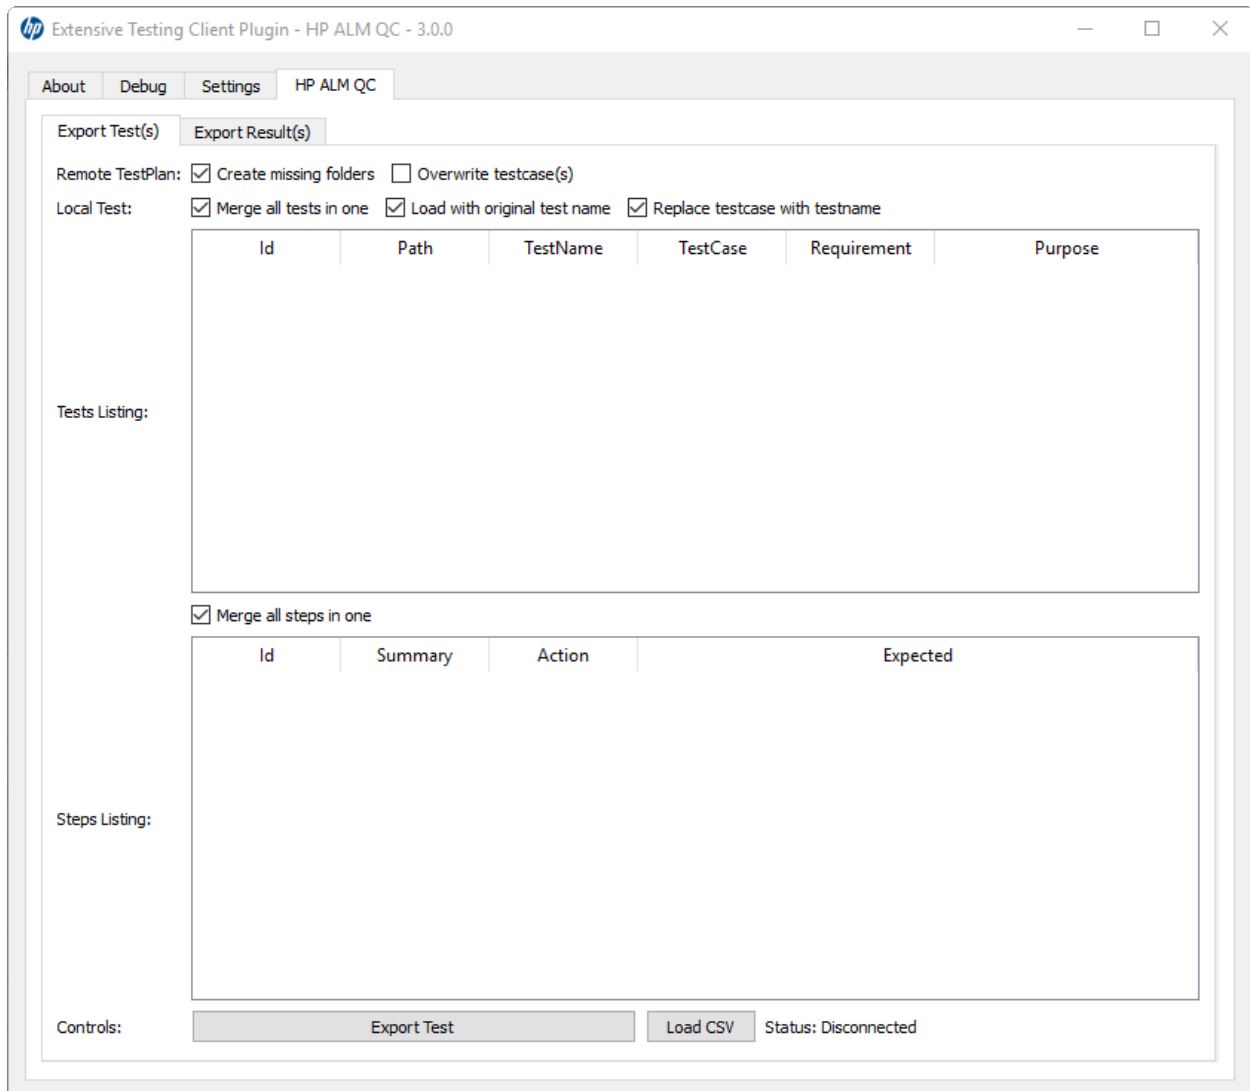 hp Extensive Testing Client Plugin - HP ALM QC - 3.0.0
About Debug Settings HP ALM QC
Export Test(s) Export Result(s)
Remote TestPlan: Create missing folders Overwrite testcase(s)
Local Test: Merge all tests in one Load with original test name Replace testcase with testname
Id Path TestName TestCase Requirement Purpose
Tests Listing:
Merge all steps in one
Id Summary Action Expected
Steps Listing:
Controls: Export Test Load CSV Status: Disconnected